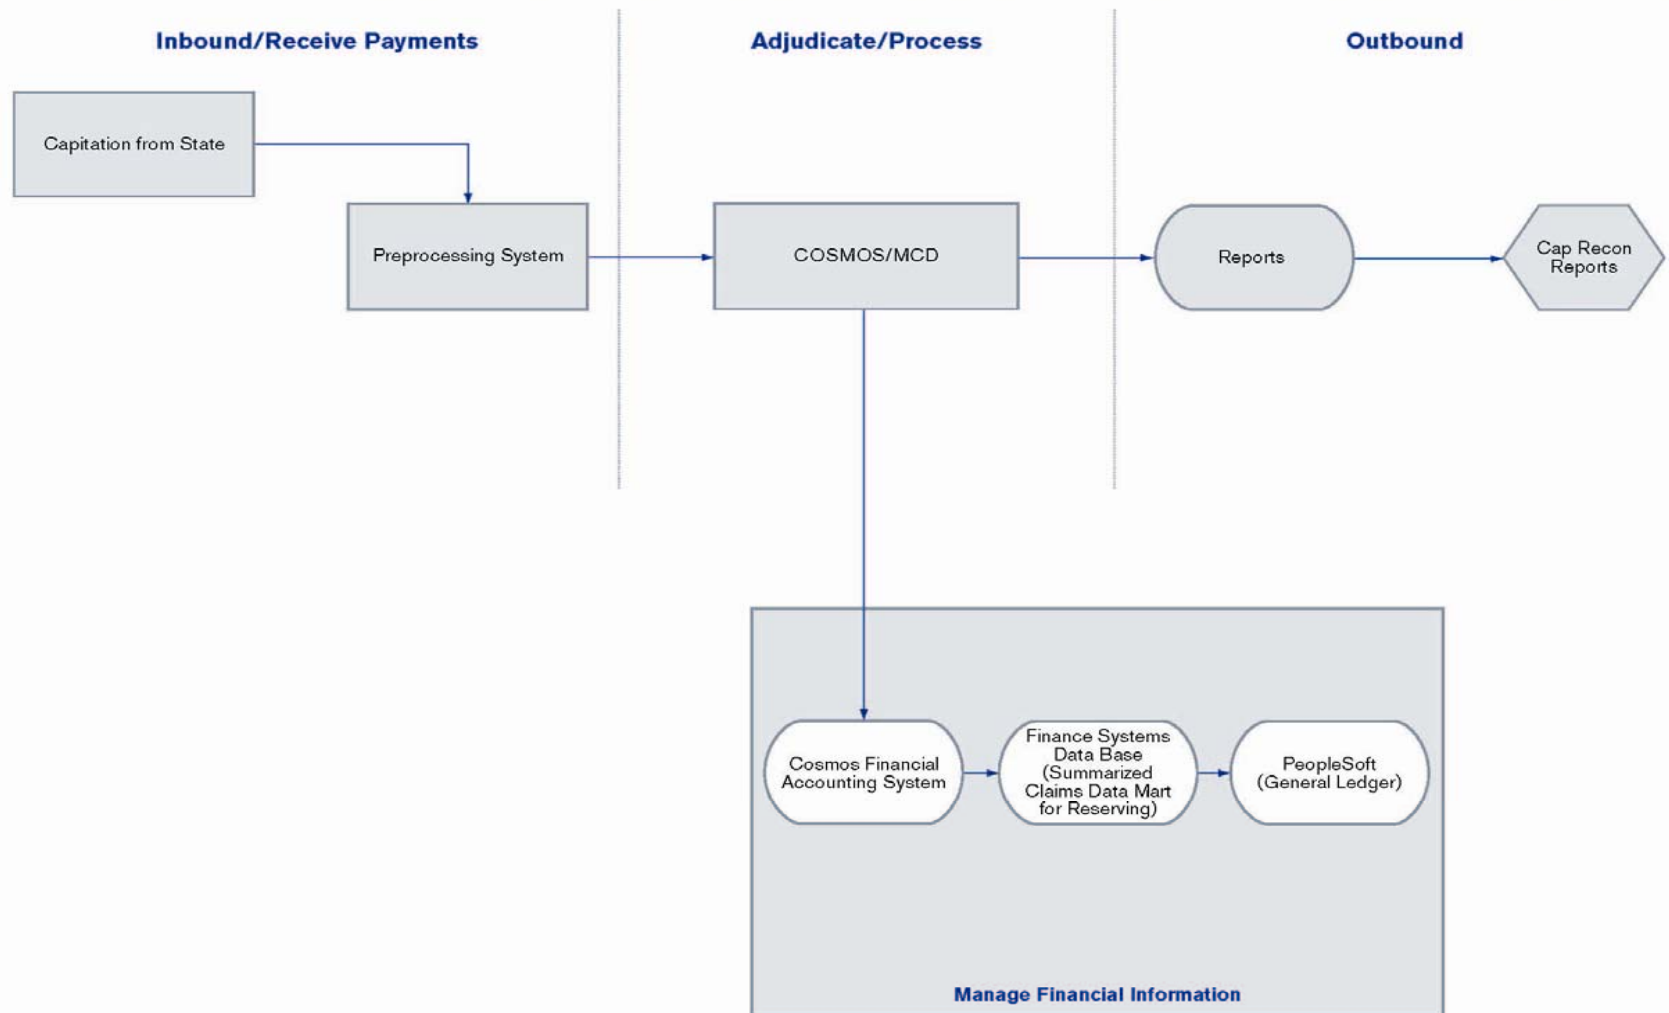 Inbound/Receive Payments
Adjudicate/Process
Outbound
Capitation from State
Preprocessing System
COSMOS/MCD
Reports
Cap Recon
Reports
Cosmos Financial
Accounting System
Finance Systems
Data Base
(Summarized
Claims Data Mart
for Reserving)
PeopleSoft
(General Ledger)
Manage Financial Information